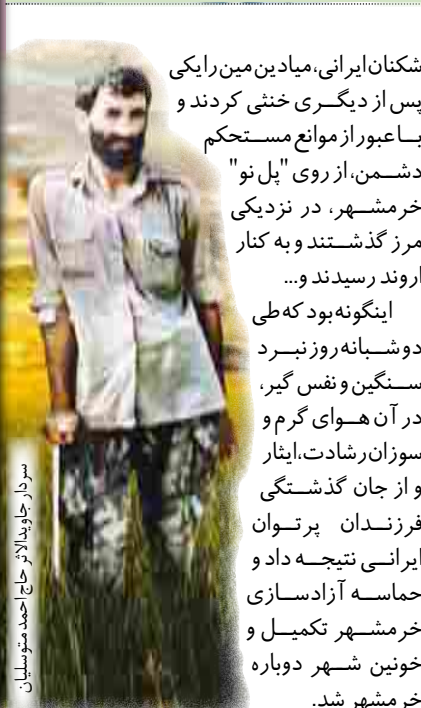 شکنان ایرانی، میادین مین را یکی
پس از دیگری خنثی کردند و
با عبور از موانع مستحکم
دشمن، از روی "پل نو"
خرمشهر، در نزدیکی
مرز گذشتند و به کنار
اروند رسیدند و...
اینگونه بود که طی
دو شبانه روز نبرد
سنگین و نفس گیر،
در آن هوای گرم و
سوزان رشادت، ایثار
و از جان گذشتگی
فرزندان پرتوان
ایرانی نتیجه داد و
حماسه آزادسازی
خرمشهر تکمیل و
خونین شهر دوباره
خرمشهر شد.
سردار جاویدالاثر حاج احمد متوسلیان